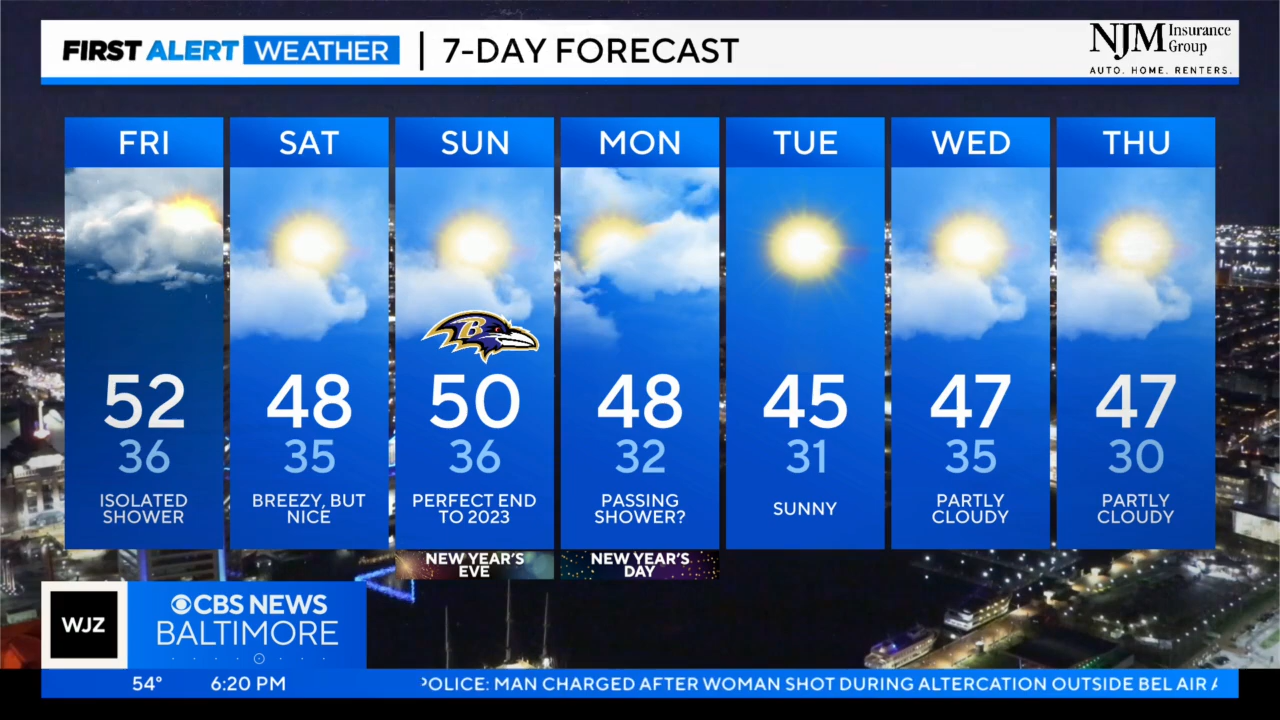 FIRST ALERT WEATHER | 7-DAY FORECAST
NJM Insurance Group
AUTO. HOME. RENTERS.
FRI SAT SUN MON TUE WED THU
B
52 48 50 48 45 47 47
36 35 36 32 31 35 30
ISOLATED SHOWER
BREEZY, BUT NICE
PERFECT END TO 2023
PASSING SHOWER?
SUNNY
PARTLY CLOUDY
PARTLY CLOUDY
NEW YEAR'S EVE
NEW YEAR'S DAY
WJZ
CBS NEWS
BALTIMORE
54° 6:20 PM POLICE: MAN CHARGED AFTER WOMAN SHOT DURING ALTERCATION OUTSIDE BEL AIR